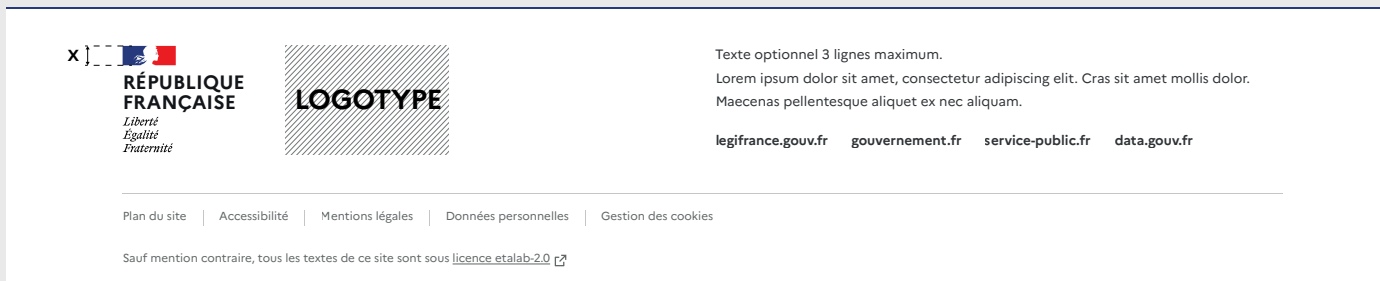 X
RÉPUBLIQUE
FRANÇAISE
Liberté
Égalité
Fraternité
LOGOTYPE
Texte optionnel 3 lignes maximum.
Lorem ipsum dolor sit amet, consectetur adipiscing elit. Cras sit amet mollis dolor.
Maecenas pellentesque aliquet ex nec aliquam.
legifrance.gouv.fr gouvernement.fr service-public.fr data.gouv.fr
Plan du site Accessibilité Mentions légales Données personnelles Gestion des cookies
Sauf mention contraire, tous les textes de ce site sont sous licence etalab-2.0